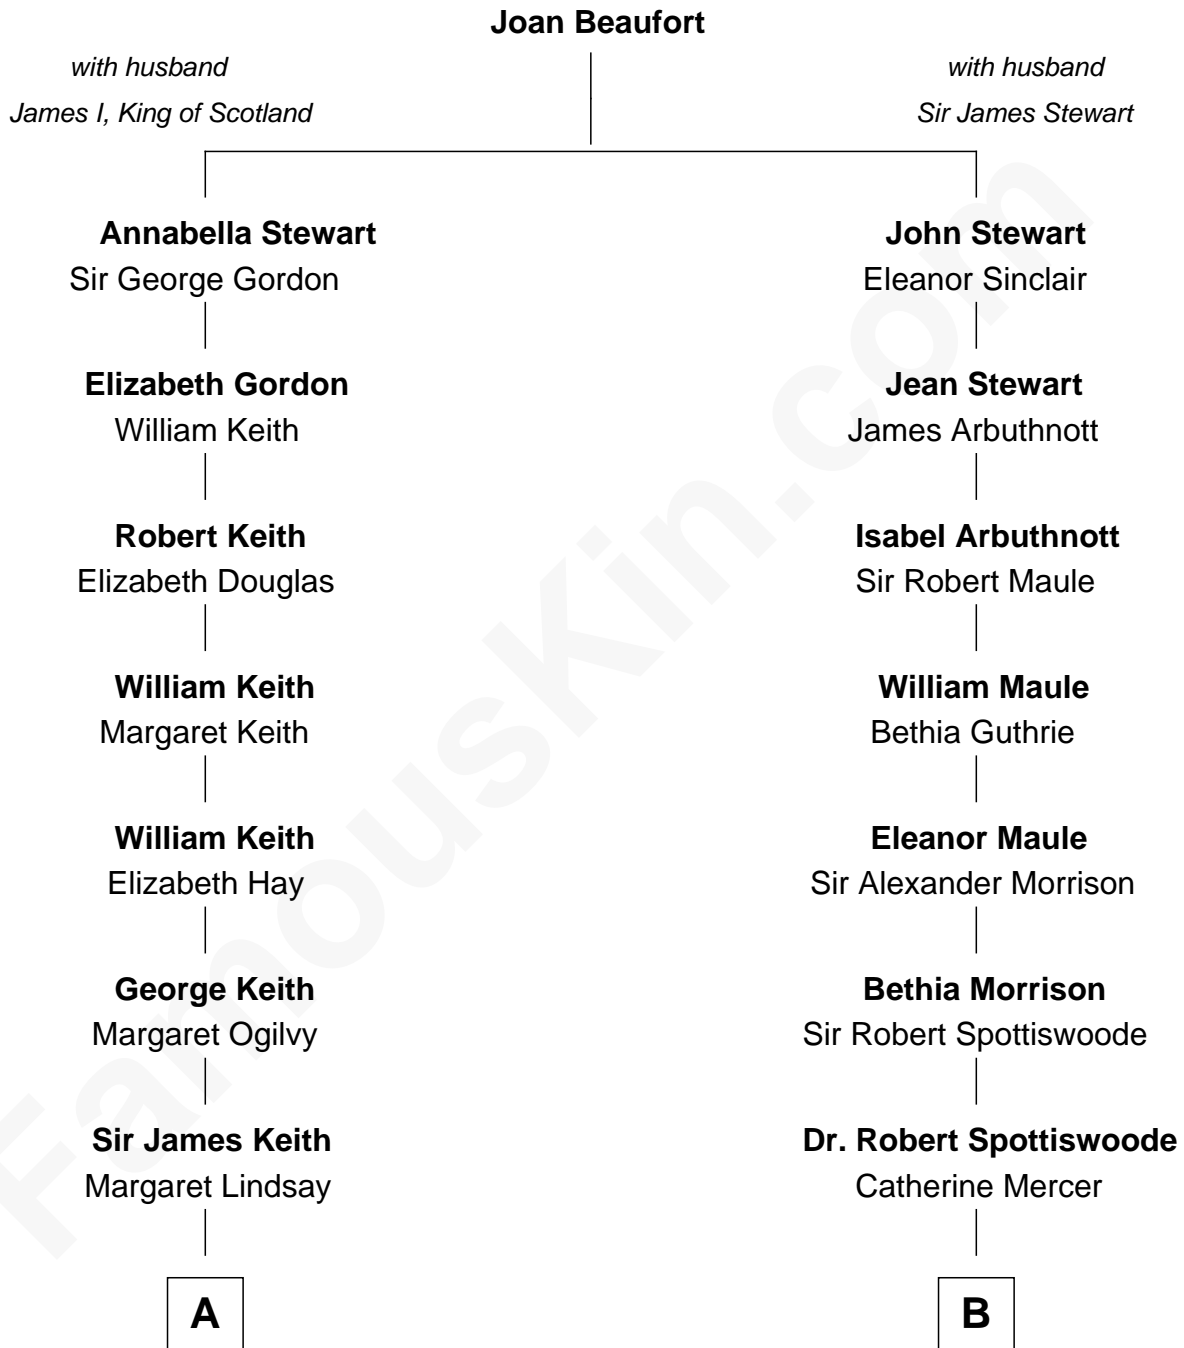 Joan Beaufort
with husband
James I, King of Scotland
with husband
Sir James Stewart
Annabella Stewart
Sir George Gordon
John Stewart
Eleanor Sinclair
Elizabeth Gordon
William Keith
Jean Stewart
James Arbuthnott
Robert Keith
Elizabeth Douglas
Isabel Arbuthnott
Sir Robert Maule
William Keith
Margaret Keith
William Maule
Bethia Guthrie
William Keith
Elizabeth Hay
Eleanor Maule
Sir Alexander Morrison
George Keith
Margaret Ogilvy
Bethia Morrison
Sir Robert Spottiswoode
Sir James Keith
Margaret Lindsay
Dr. Robert Spottiswoode
Catherine Mercer
A
B
FamousKin.com